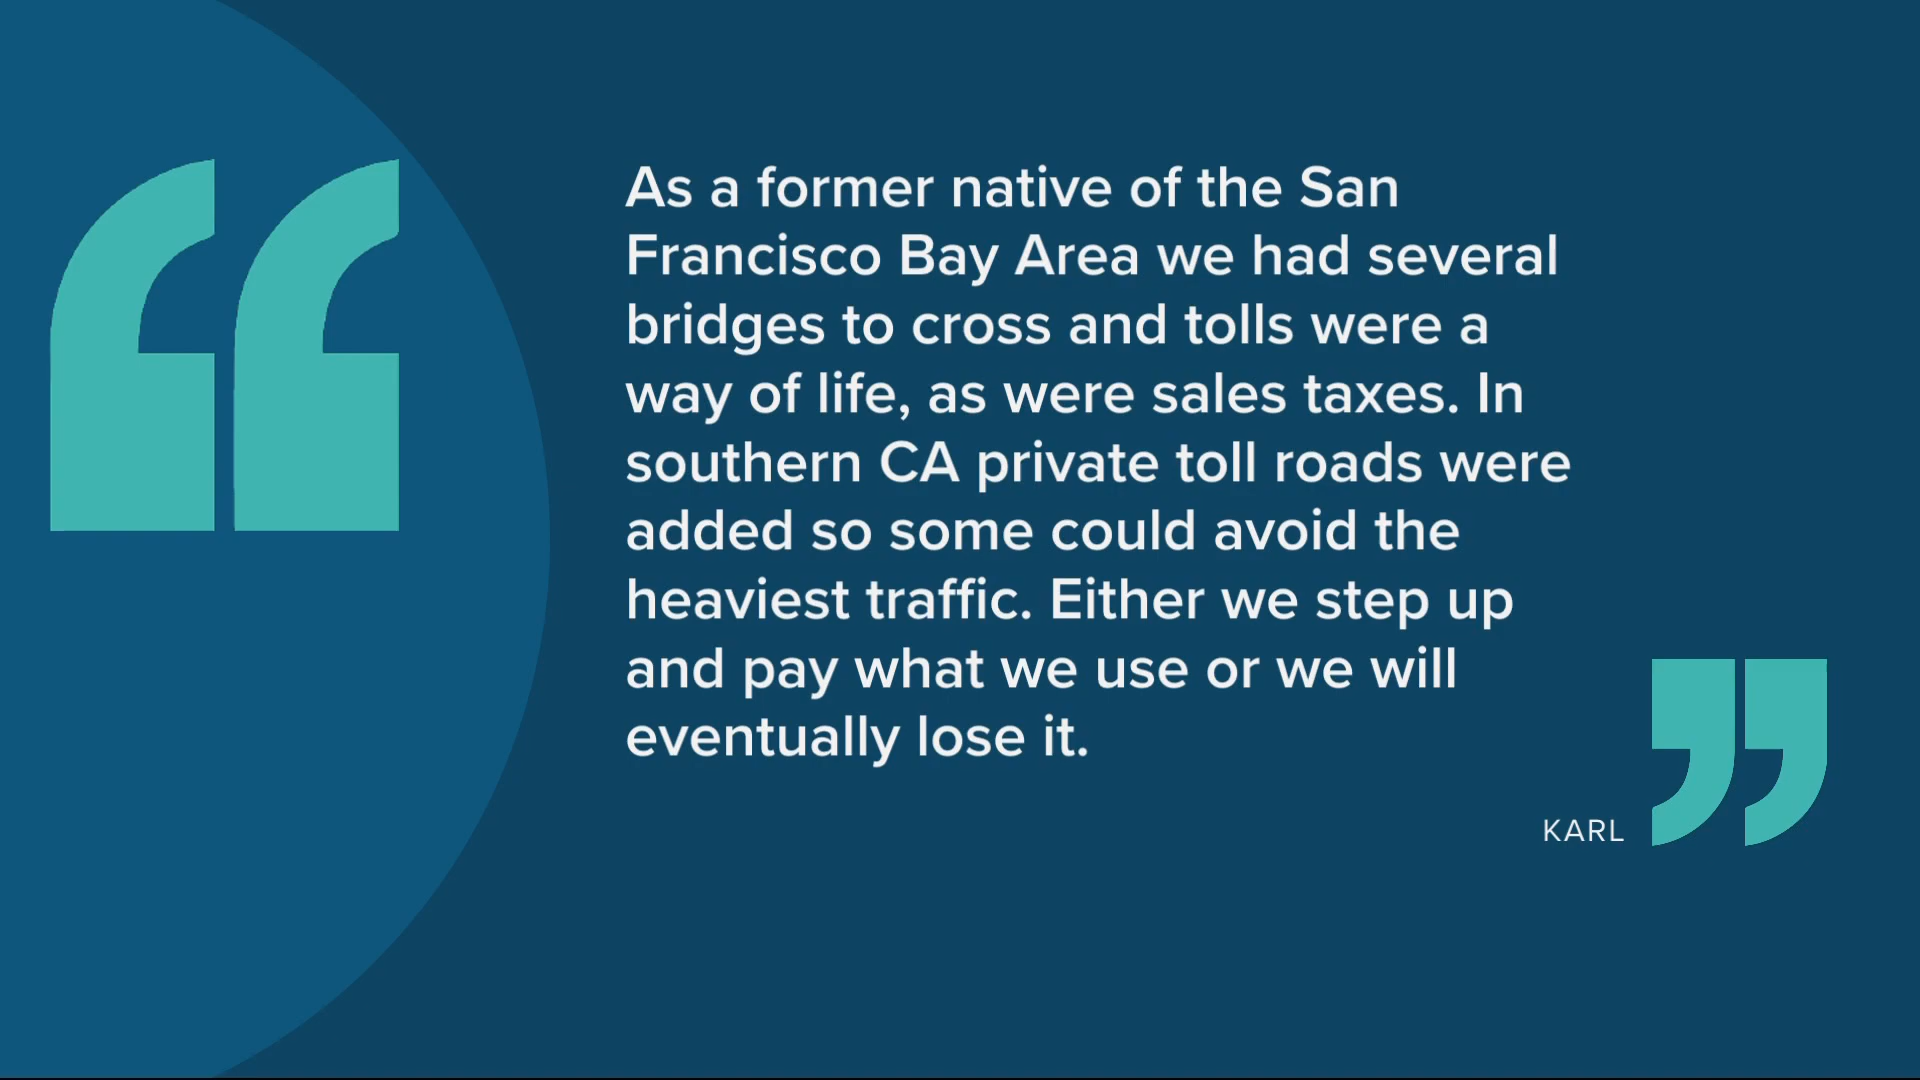 As a former native of the San
Francisco Bay Area we had several
bridges to cross and tolls were a
way of life, as were sales taxes. In
southern CA private toll roads were
added so some could avoid the
heaviest traffic. Either we step up
and pay what we use or we will
eventually lose it.
KARL